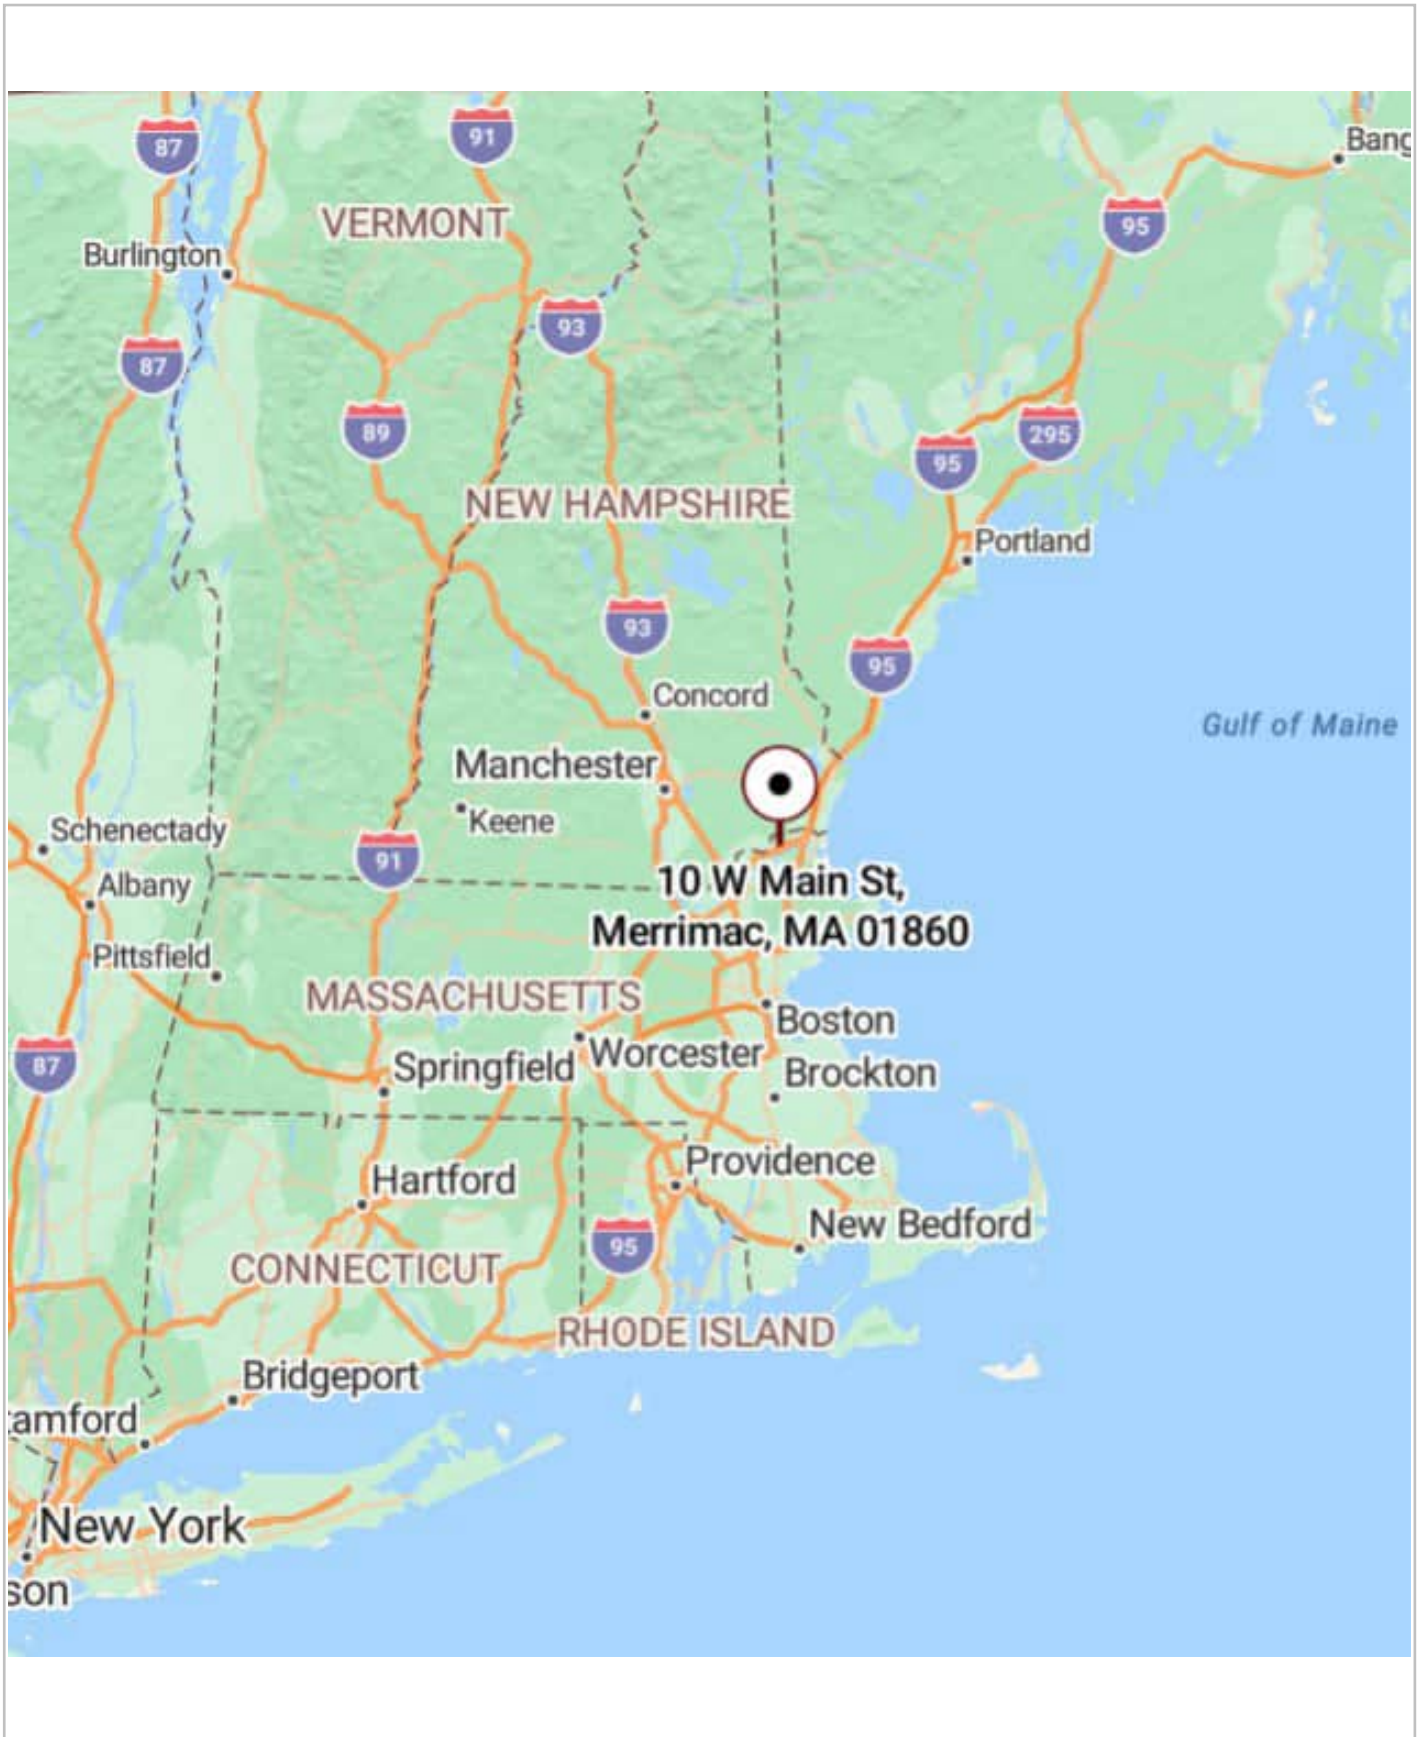 Bang
87
91
95
VERMONT
Burlington
93
87
89
295
95
NEW HAMPSHIRE
Portland
93
95
Concord
Gulf of Maine
Manchester
Keene
Schenectady
91
Albany
10 W Main St,
Merrimac, MA 01860
Pittsfield
MASSACHUSETTS
Boston
Worcester
87
Springfield
Brockton
Providence
Hartford
New Bedford
95
CONNECTICUT
RHODE ISLAND
Bridgeport
tamford
New York
son